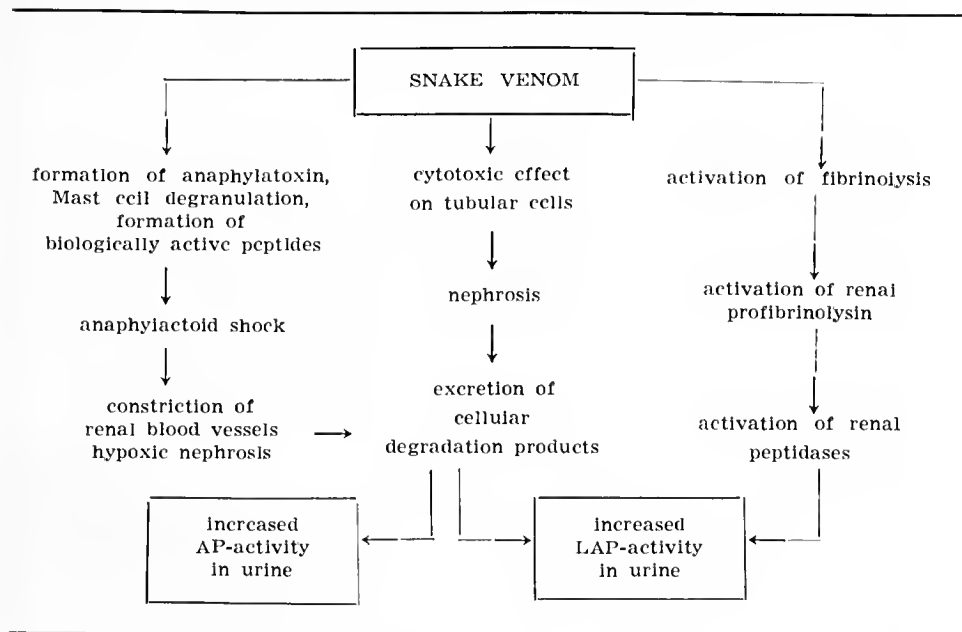 SNAKE VENOM
formation of anaphylatoxin,
Mast cell degranulation,
formation of
biologically active peptides
cytotoxic effect
on tubular cells
activation of fibrinolysis
nephrosis
activation of renal
profibrinolysin
anaphylactoid shock
constriction of
renal blood vessels
hypoxic nephrosis
excretion of
cellular
degradation products
activation of renal
peptidases
increased
AP-activity
in urine
increased
LAP-activity
in urine